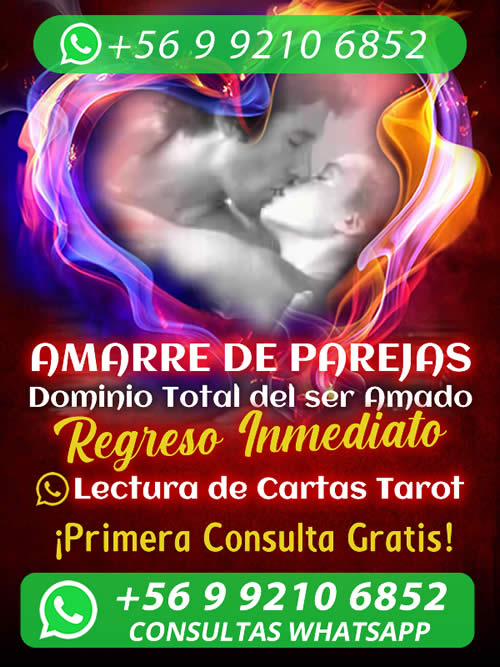 +56 9 9210 6852
AMARRE DE PAREJAS
Dominio Total del ser Amado
Regreso Inmediato
Lectura de Cartas Tarot
¡Primera Consulta Gratis!
+56 9 9210 6852
CONSULTAS WHATSAPP